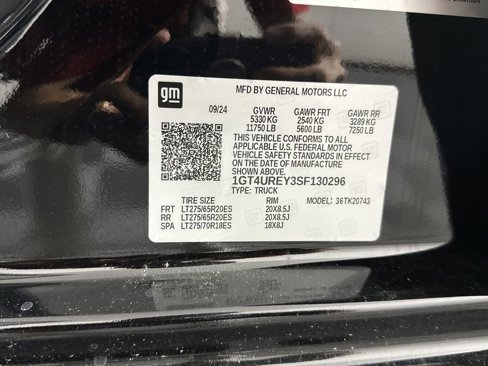 gm
MFD BY GENERAL MOTORS LLC
09/24 GVWR GAWR FRT GAWR RR
5330 KG 2540 KG 3289 KG
11750 LB 5600 LB 7250 LB
THIS VEHICLE CONFORMS TO ALL
APPLICABLE U.S. FEDERAL MOTOR
VEHICLE SAFETY STANDARDS IN EFFECT
ON THE DATE OF MANUFACTURE
SHOWN ABOVE.
1GT4UREY3SF130296
TYPE: TRUCK
TIRE SIZE RIM MODEL: 36TK20743
FRT LT275/65R20ES 20X8.5J
RR LT275/65R20ES 20X8.5J
SPA LT275/70R18ES 18X8J